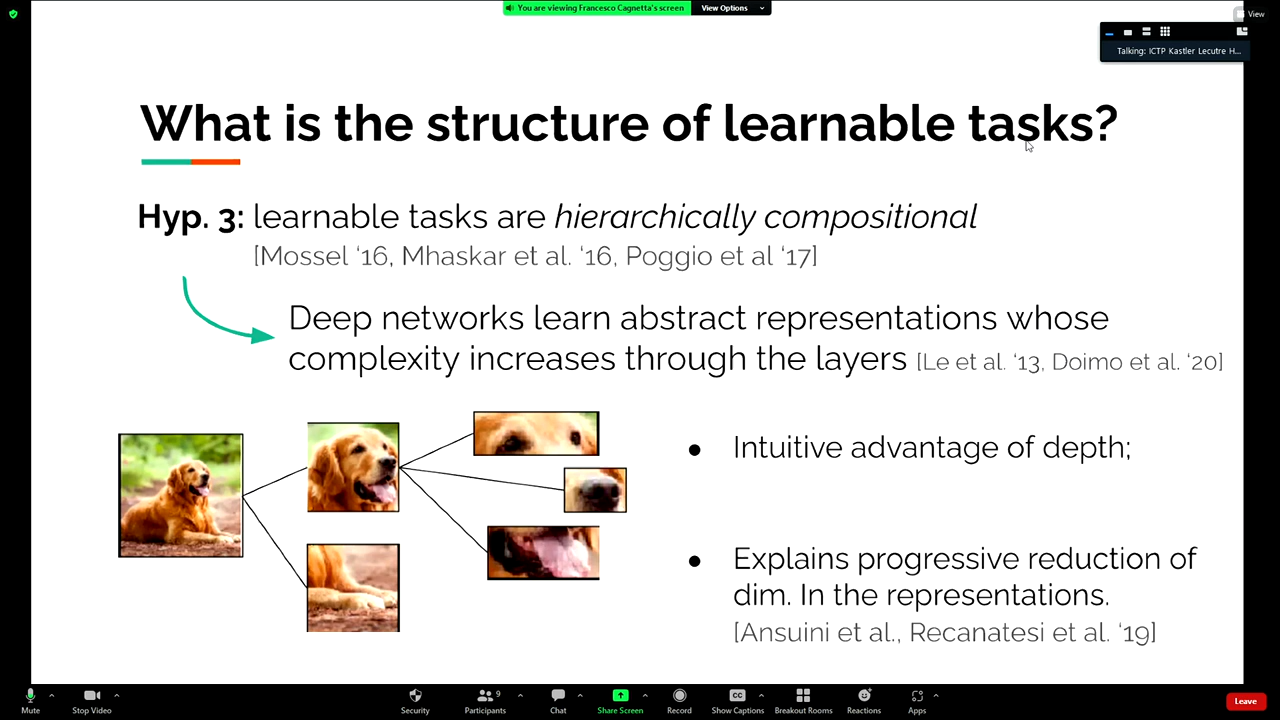 You are viewing Francesco Cagnetta's screen
View Options
View
Talking: ICTP Kastler Lecutre H...
What is the structure of learnable tasks?
Hyp. 3: learnable tasks are hierarchically compositional
[Mossel ‘16, Mhaskar et al. ‘16, Poggio et al ‘17]
Deep networks learn abstract representations whose
complexity increases through the layers [Le et al. ‘13, Doimo et al. ‘20]
● Intuitive advantage of depth;
● Explains progressive reduction of
dim. In the representations.
[Ansuini et al., Recanatesi et al. ‘19]
Mute
Stop Video
Security
Participants 9
Chat
Share Screen
Record
CC
Show Captions
Breakout Rooms
Reactions
Apps
Leave